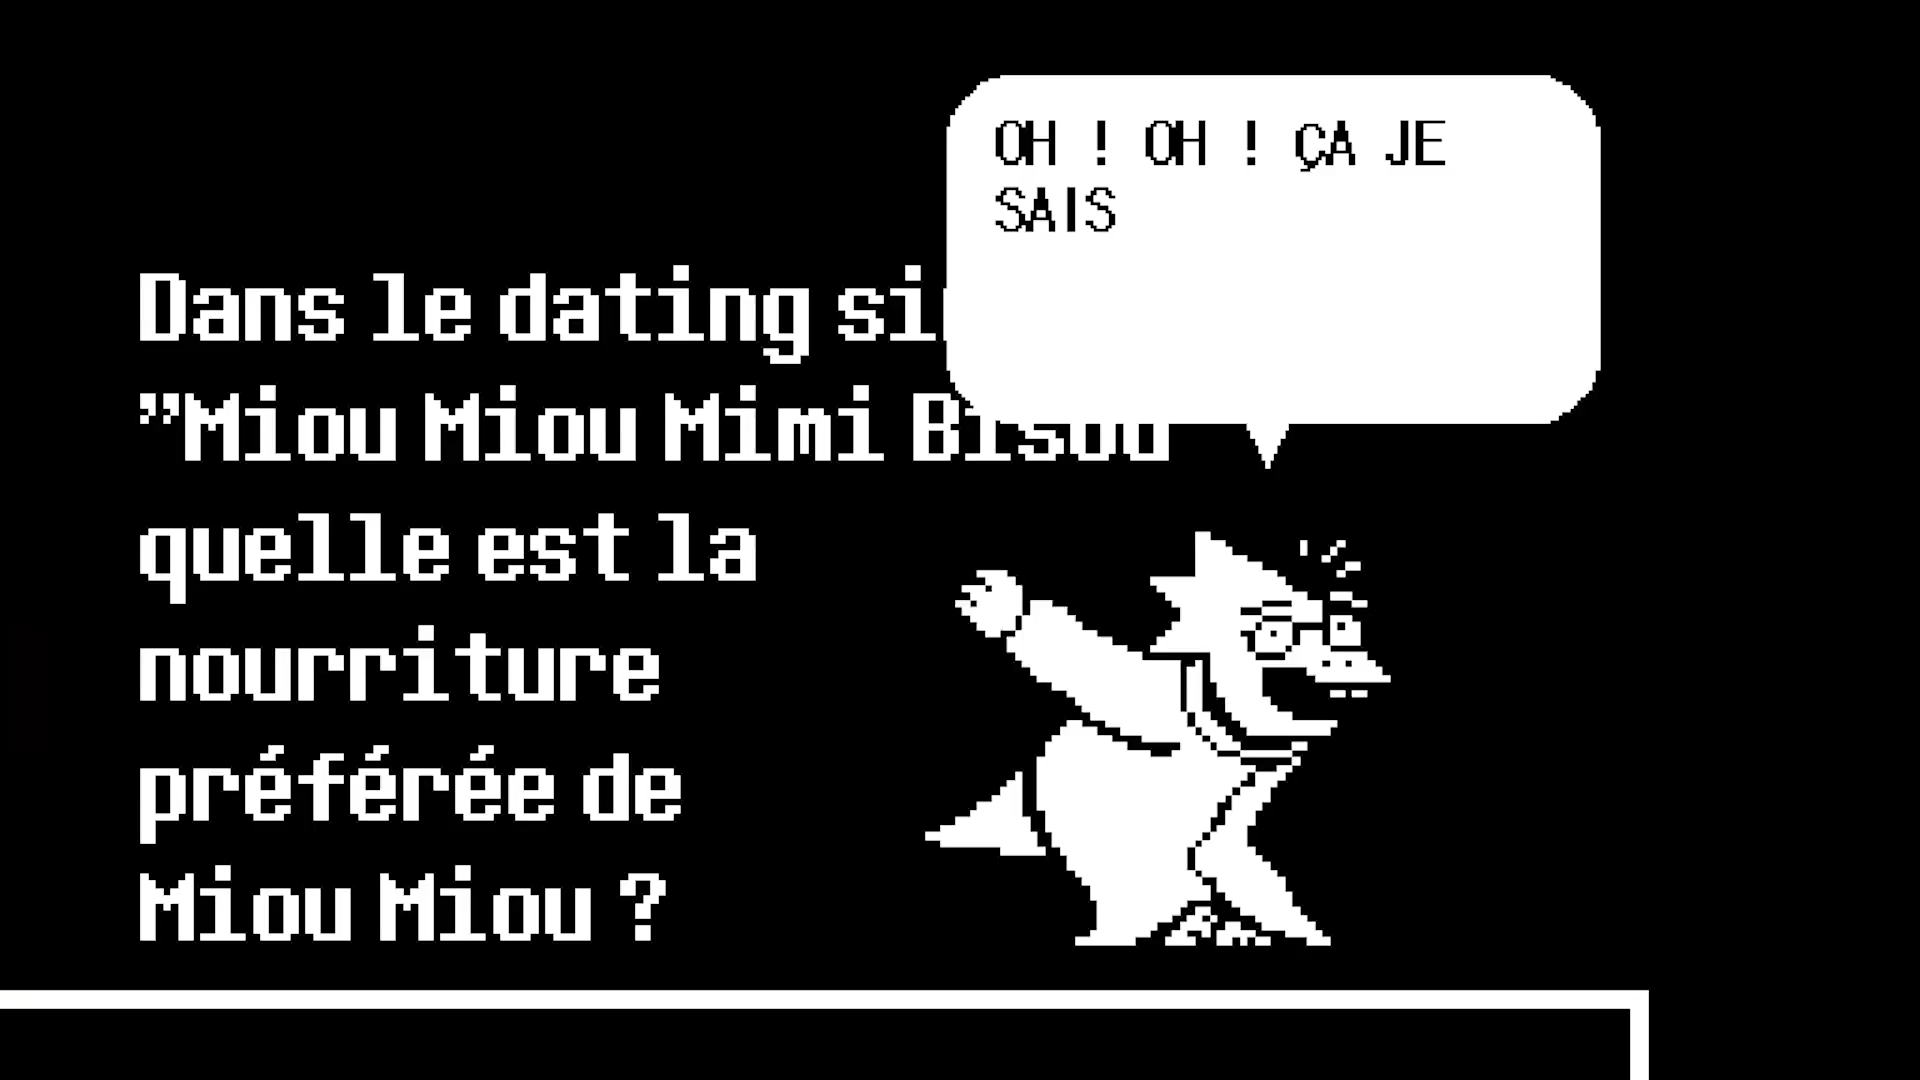 OH ! OH ! ÇA JE
SAIS
Dans le dating
”Miou Miou Mimi Bisou
quelle est la
nourriture
préférée de
Miou Miou ?